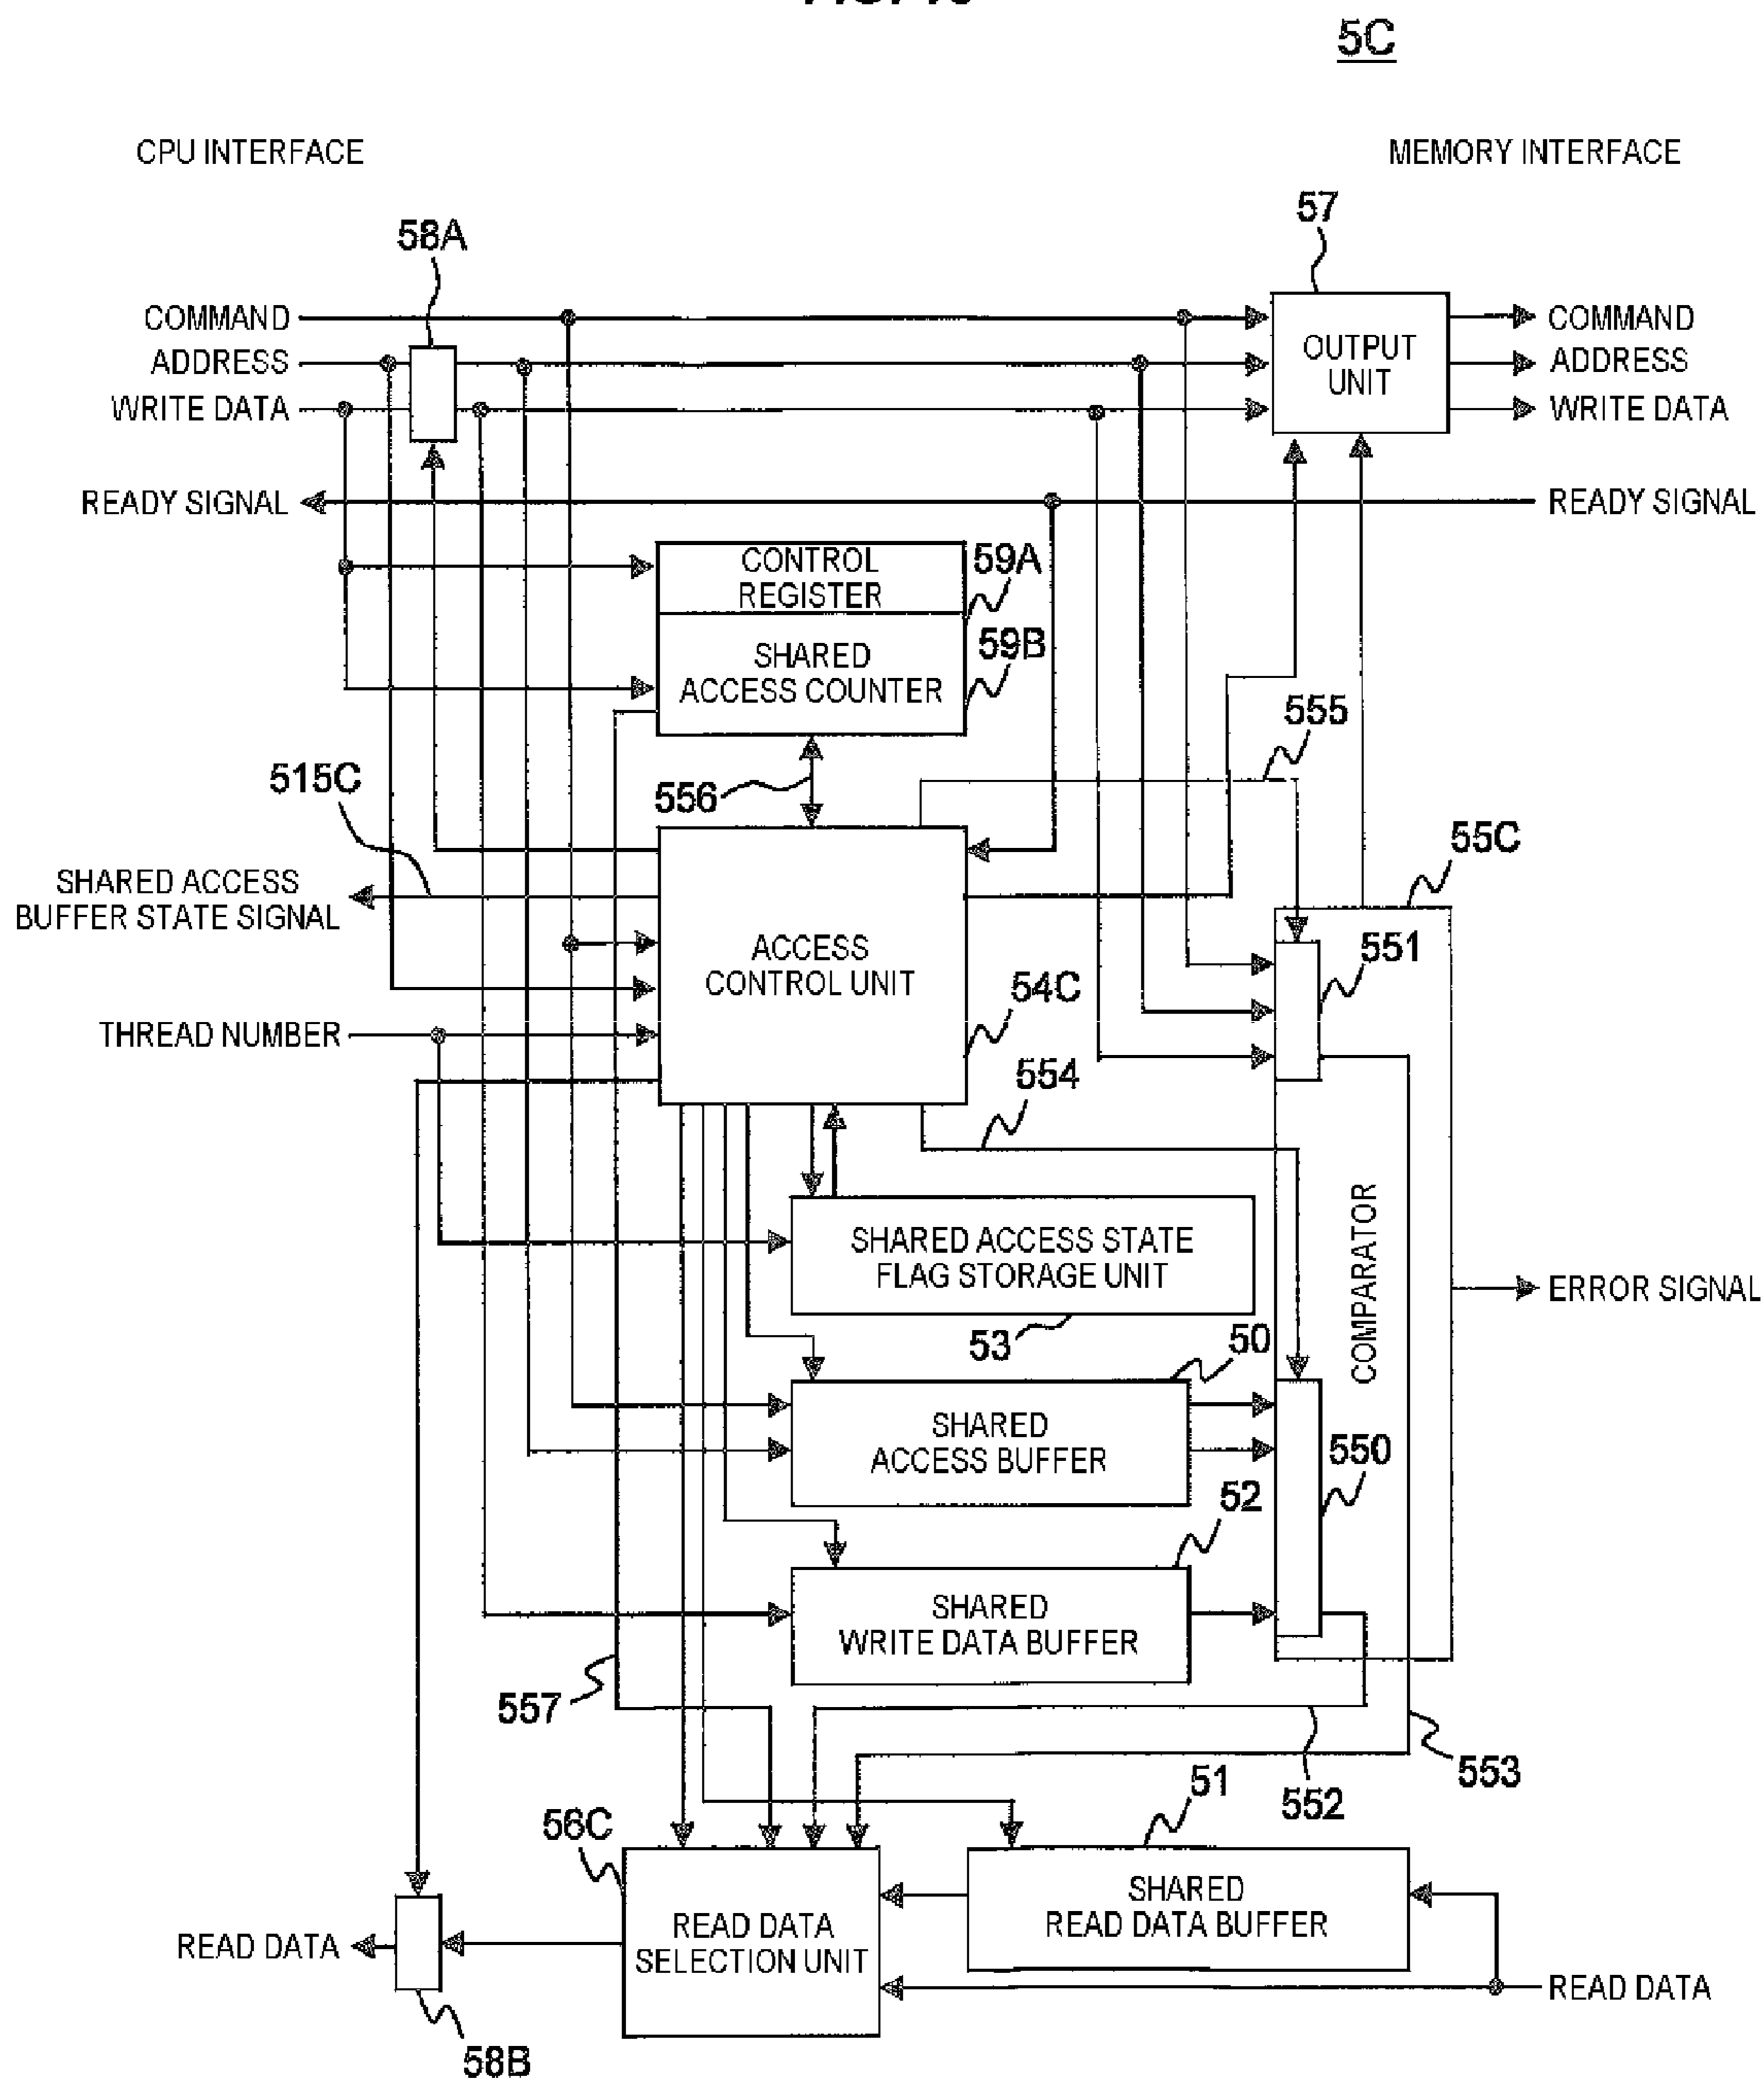 5C
CPU INTERFACE
MEMORY INTERFACE
57
58A
COMMAND
ADDRESS
WRITE DATA
OUTPUT
UNIT
COMMAND
ADDRESS
WRITE DATA
READY SIGNAL
READY SIGNAL
CONTROL
REGISTER
59A
SHARED
ACCESS COUNTER
59B
555
515C
556
55C
SHARED ACCESS
BUFFER STATE SIGNAL
ACCESS
CONTROL UNIT
551
54C
THREAD NUMBER
554
SHARED ACCESS STATE
FLAG STORAGE UNIT
COMPARATOR
ERROR SIGNAL
53
50
SHARED
ACCESS BUFFER
550
52
SHARED
WRITE DATA BUFFER
557
552
553
51
56C
READ DATA
SELECTION UNIT
SHARED
READ DATA BUFFER
READ DATA
READ DATA
58B